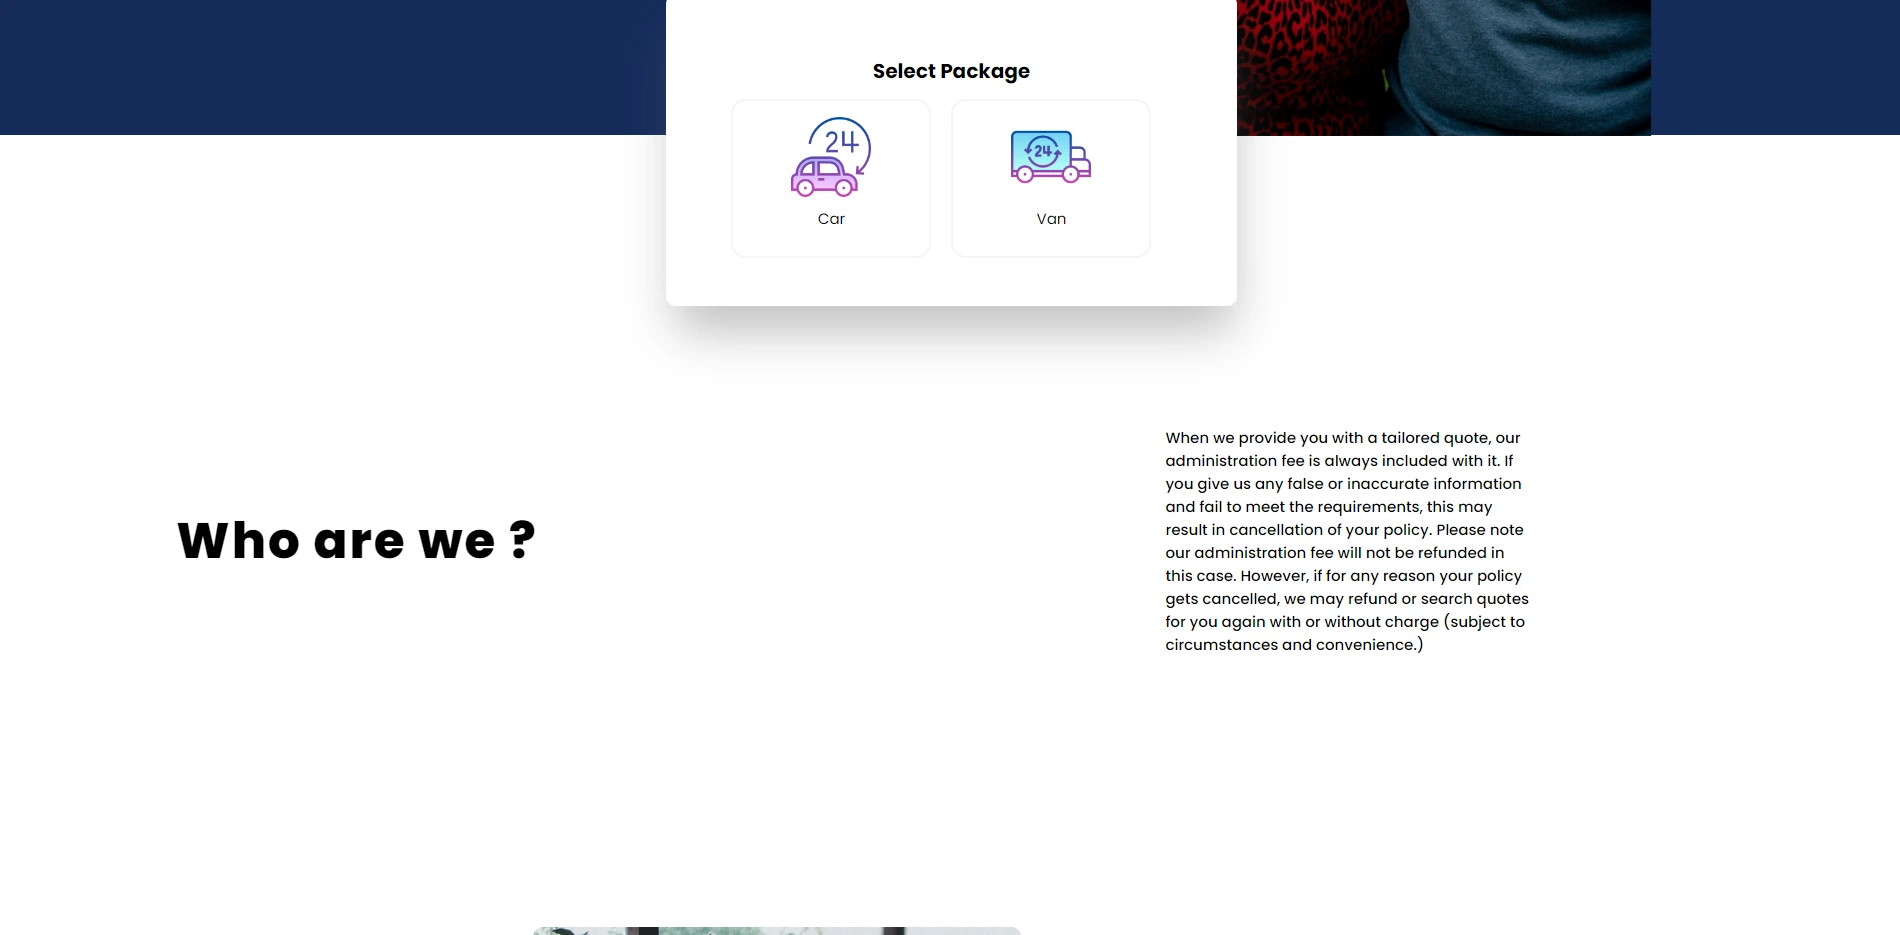 Select Package
24
24
Car
Van
Who are we ?
When we provide you with a tailored quote, our
administration fee is always included with it. If
you give us any false or inaccurate information
and fail to meet the requirements, this may
result in cancellation of your policy. Please note
our administration fee will not be refunded in
this case. However, if for any reason your policy
gets cancelled, we may refund or search quotes
for you again with or without charge (subject to
circumstances and convenience.)